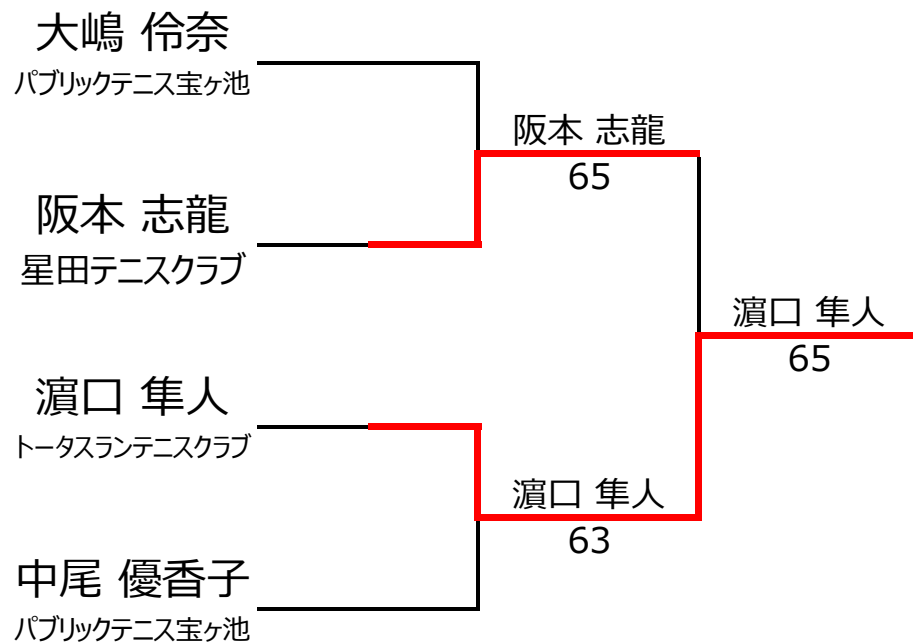 大嶋 伶奈
パブリックテニス宝ヶ池
阪本 志龍
65
阪本 志龍
星田テニスクラブ
濵口 隼人
65
濵口 隼人
トータスランテニスクラブ
濵口 隼人
63
中尾 優香子
パブリックテニス宝ヶ池